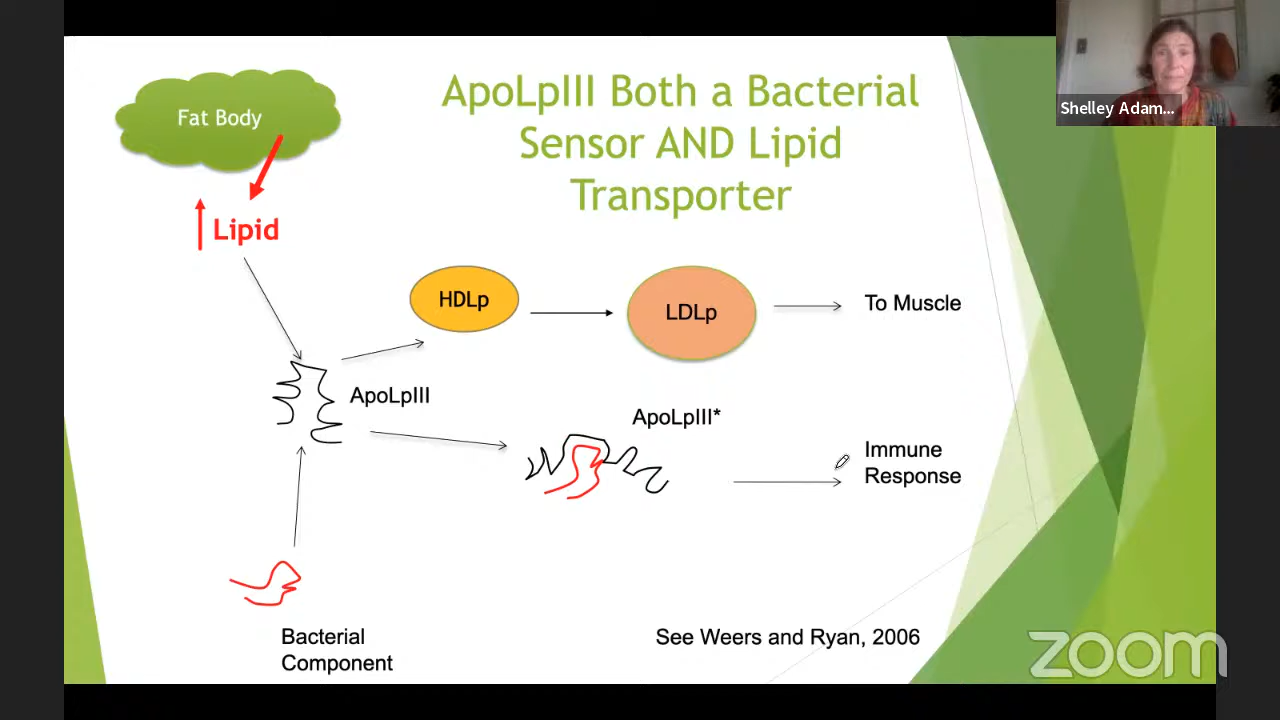 ApoLpIII Both a Bacterial
Sensor AND Lipid
Transporter
Shelley Adam...
Fat Body
Lipid
HDLp
LDLp
To Muscle
ApoLpIII
ApoLpIII*
Immune
Response
Bacterial
Component
See Weers and Ryan, 2006
zoom